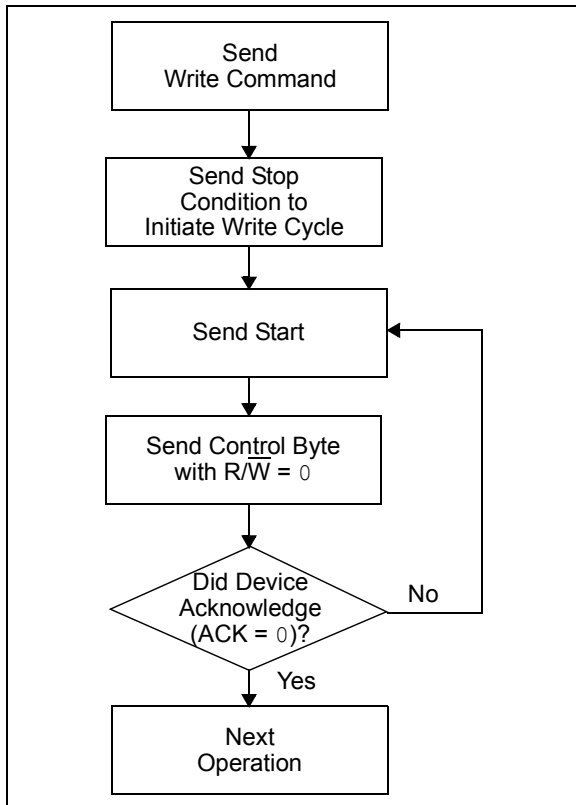 Send
Write Command
Send Stop
Condition to
Initiate Write Cycle
Send Start
Send Control Byte
with R/W̅ = 0
Did Device
Acknowledge
(ACK = 0)?
No
Yes
Next
Operation